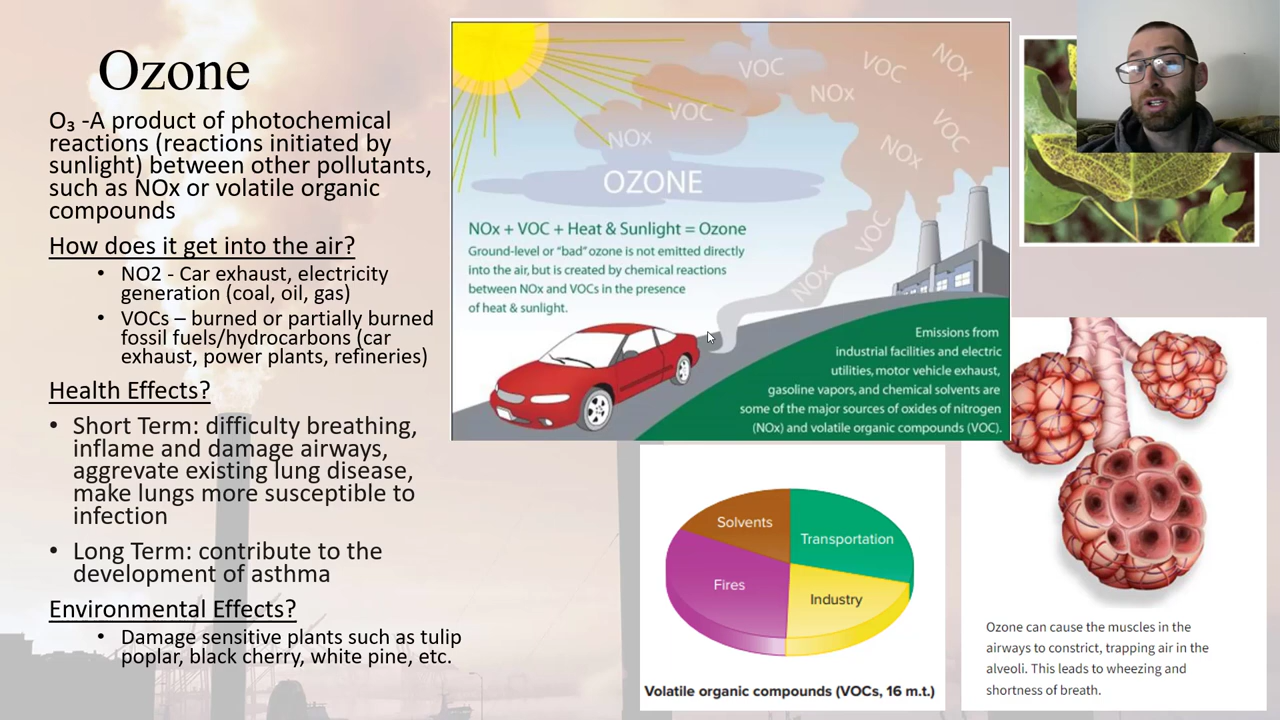 Ozone
O₃ -A product of photochemical
reactions (reactions initiated by
sunlight) between other pollutants,
such as NOx or volatile organic
compounds
How does it get into the air?
• NO2 - Car exhaust, electricity
generation (coal, oil, gas)
• VOCs – burned or partially burned
fossil fuels/hydrocarbons (car
exhaust, power plants, refineries)
Health Effects?
• Short Term: difficulty breathing,
inflame and damage airways,
aggrevate existing lung disease,
make lungs more susceptible to
infection
• Long Term: contribute to the
development of asthma
Environmental Effects?
• Damage sensitive plants such as tulip
poplar, black cherry, white pine, etc.
VOC
VOC
NOx
NOx
VOC
VOC
NOx
NOx
VOC
NOx
OZONE
NOx + VOC + Heat & Sunlight = Ozone
Ground-level or “bad” ozone is not emitted directly
into the air, but is created by chemical reactions
between NOx and VOCs in the presence
of heat & sunlight.
Emissions from
industrial facilities and electric
utilities, motor vehicle exhaust,
gasoline vapors, and chemical solvents are
some of the major sources of oxides of nitrogen
(NOx) and volatile organic compounds (VOC).
Solvents
Transportation
Fires
Industry
Volatile organic compounds (VOCs, 16 m.t.)
Ozone can cause the muscles in the
airways to constrict, trapping air in the
alveoli. This leads to wheezing and
shortness of breath.